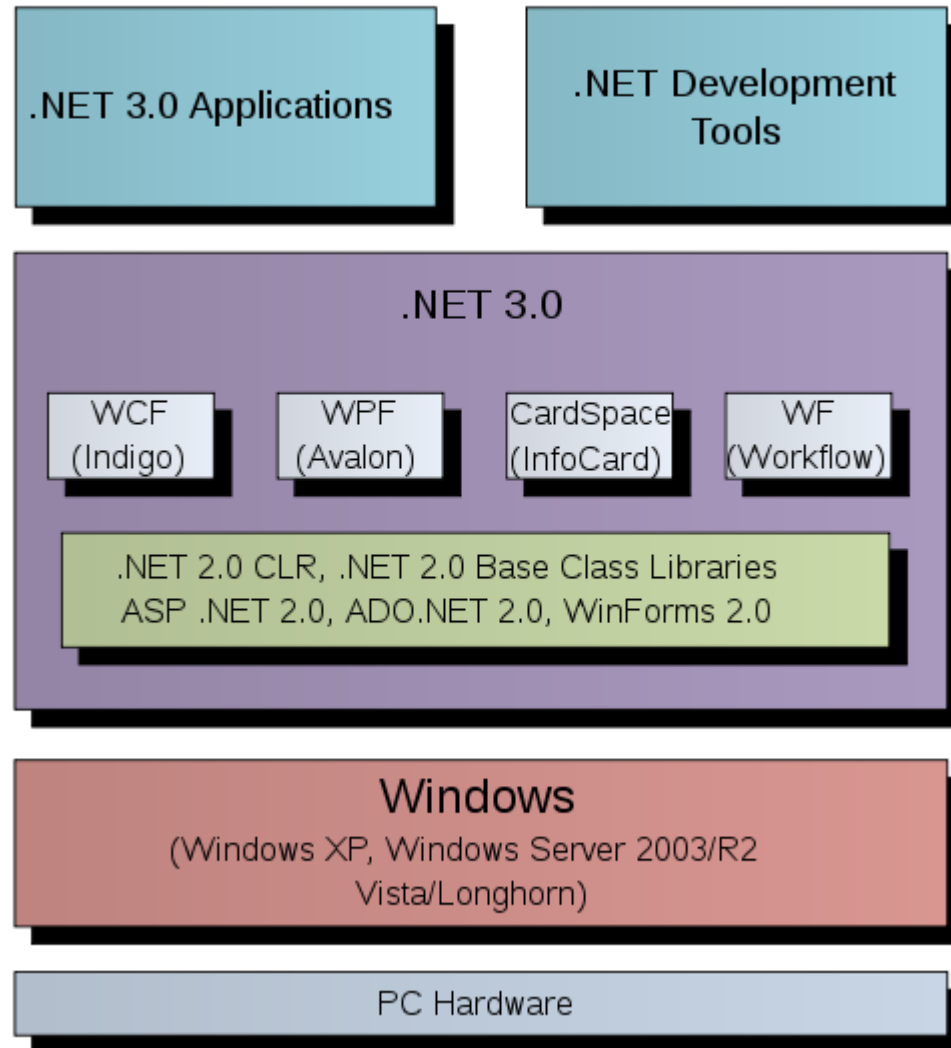 .NET 3.0 Applications
.NET Development
Tools
.NET 3.0
WCF
(Indigo)
WPF
(Avalon)
CardSpace
(InfoCard)
WF
(Workflow)
.NET 2.0 CLR, .NET 2.0 Base Class Libraries
ASP .NET 2.0, ADO.NET 2.0, WinForms 2.0
Windows
(Windows XP, Windows Server 2003/R2
Vista/Longhorn)
PC Hardware